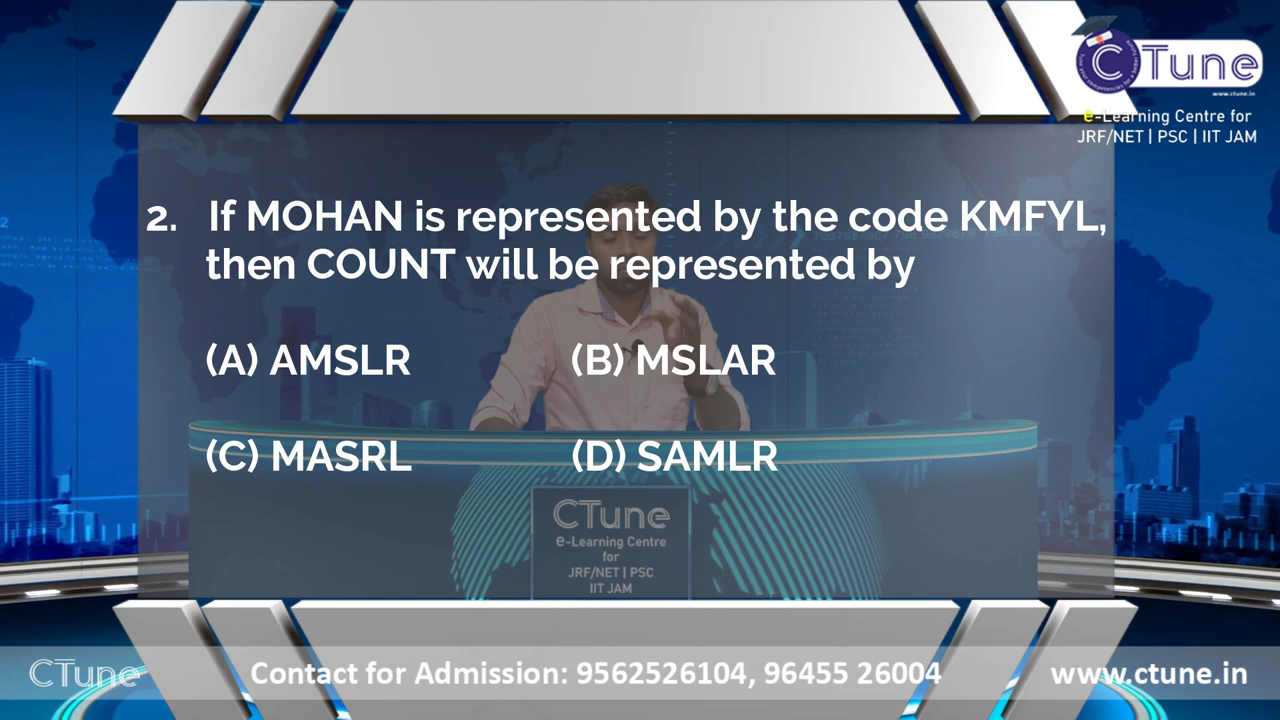 CTune
www.ctune.in
e-Learning Centre for
JRF/NET | PSC | IIT JAM
2. If MOHAN is represented by the code KMFYL,
then COUNT will be represented by
(A) AMSLR (B) MSLAR
(C) MASRL (D) SAMLR
CTune
e-Learning Centre
for
JRF/NET | PSC
IIT JAM
CTune Contact for Admission: 9562526104, 96455 26004 www.ctune.in